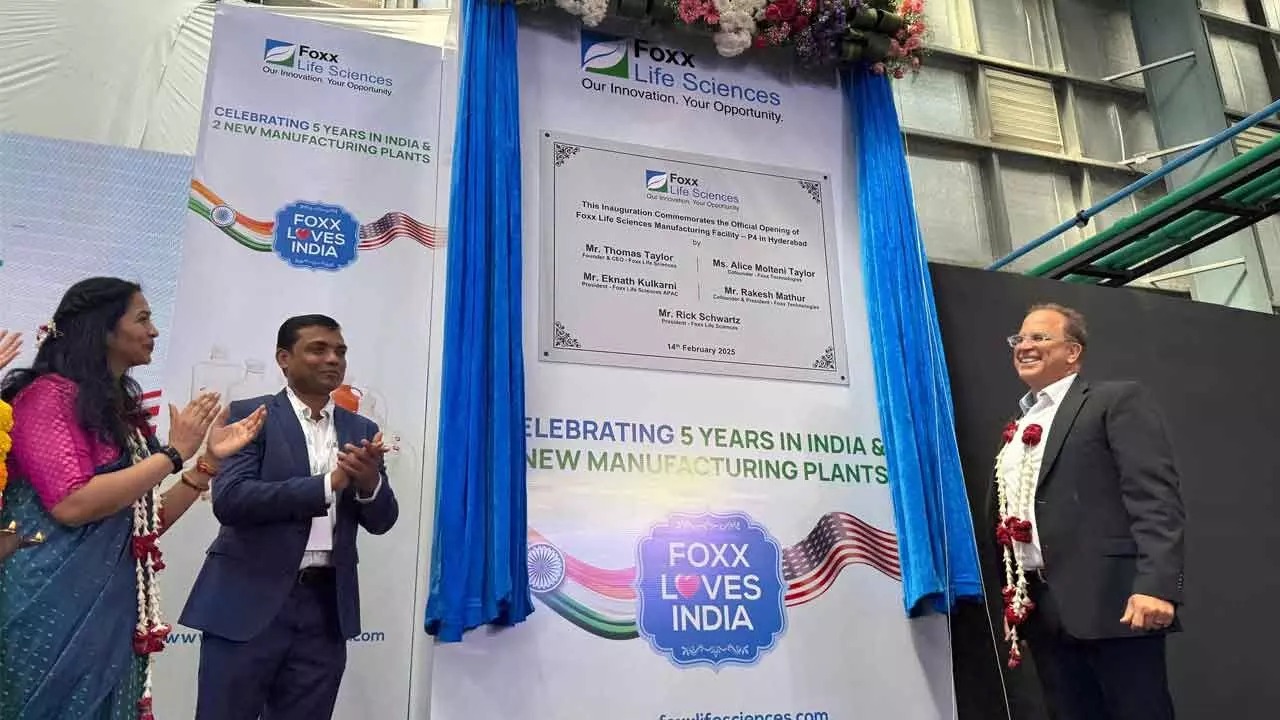 Foxx
Life Sciences
Our Innovation. Your Opportunity.
CELEBRATING 5 YEARS IN INDIA &
2 NEW MANUFACTURING PLANTS
FOXX
LOVES
INDIA
Foxx
Life Sciences
Our Innovation. Your Opportunity.
Foxx
Life Sciences
Our Innovation. Your Opportunity
This Inauguration Commemorates the Official Opening of
Foxx Life Sciences Manufacturing Facility – P4 in Hyderabad
by
Mr. Thomas Taylor
Founder & CEO - Foxx Life Sciences
Ms. Alice Molteni Taylor
Cofounder - Foxx Technologies
Mr. Eknath Kulkarni
President - Foxx Life Sciences APAC
Mr. Rakesh Mathur
Cofounder & President - Foxx Technologies
Mr. Rick Schwartz
President - Foxx Life Sciences
14th February 2025
ELEBRATING 5 YEARS IN INDIA &
NEW MANUFACTURING PLANTS
FOXX
LOVES
INDIA
foxxlifesciences.com